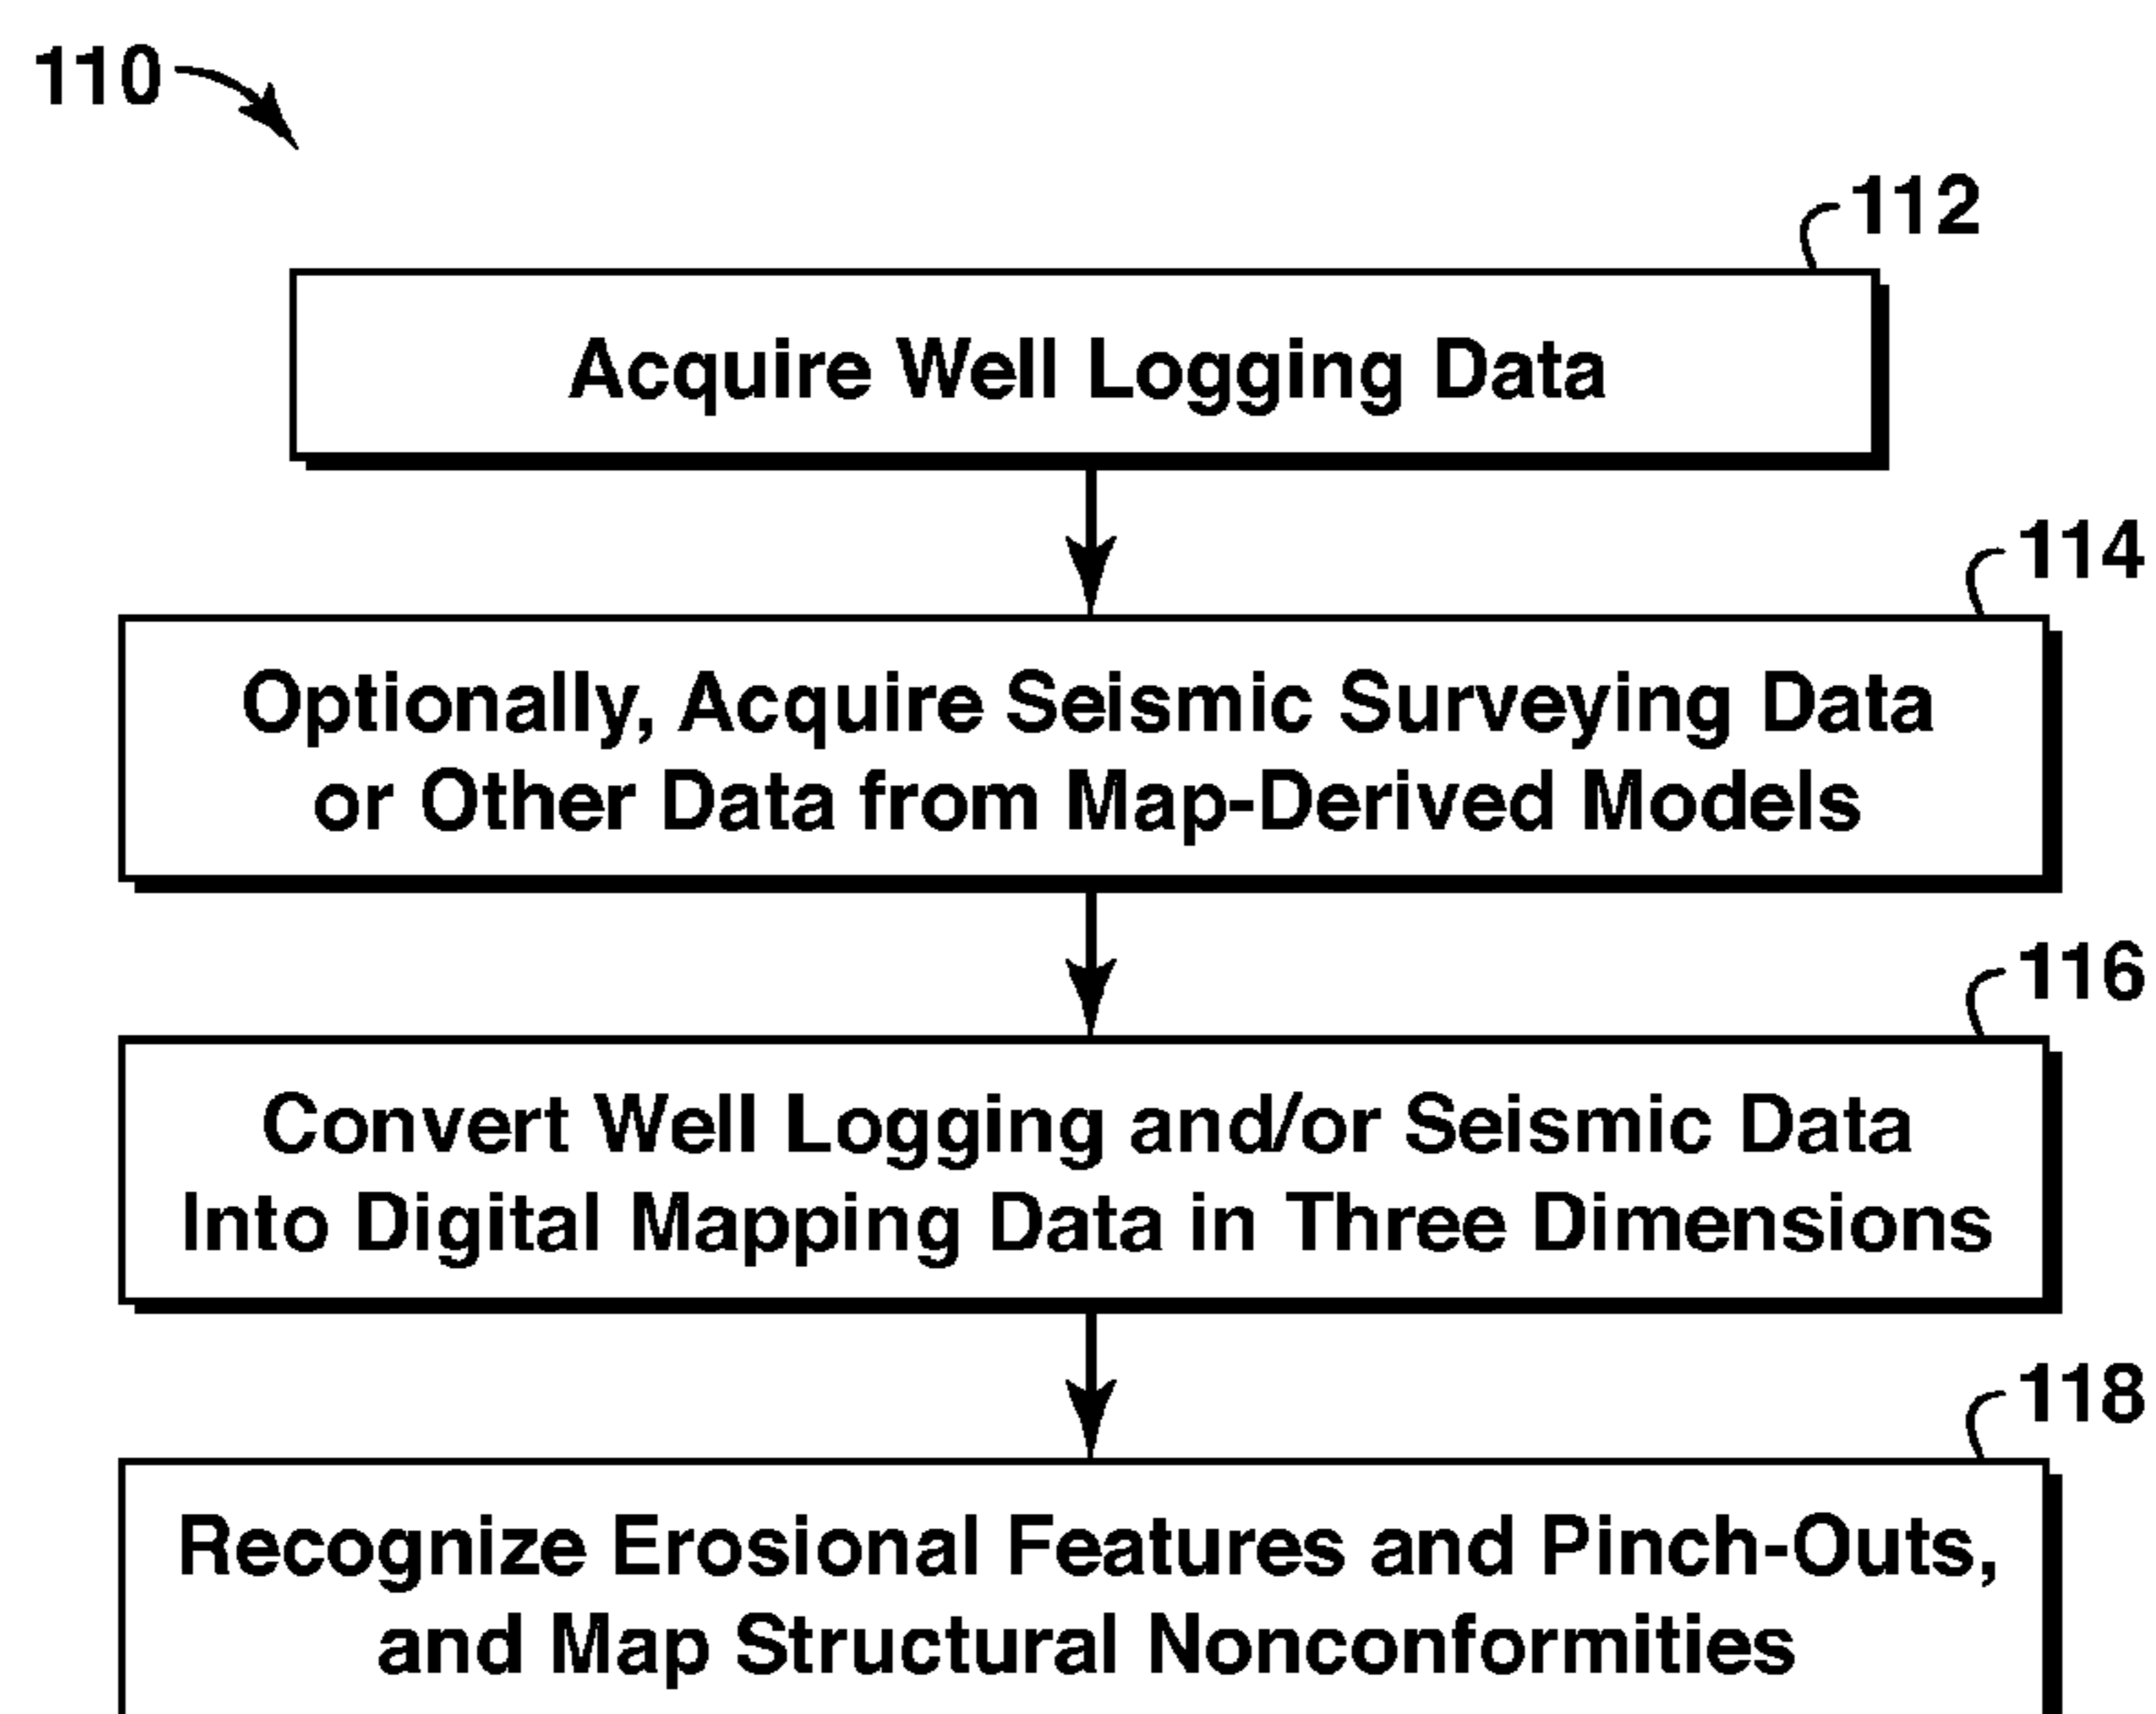 110
112
Acquire Well Logging Data
114
Optionally, Acquire Seismic Surveying Data
or Other Data from Map-Derived Models
116
Convert Well Logging and/or Seismic Data
Into Digital Mapping Data in Three Dimensions
118
Recognize Erosional Features and Pinch-Outs,
and Map Structural Nonconformities